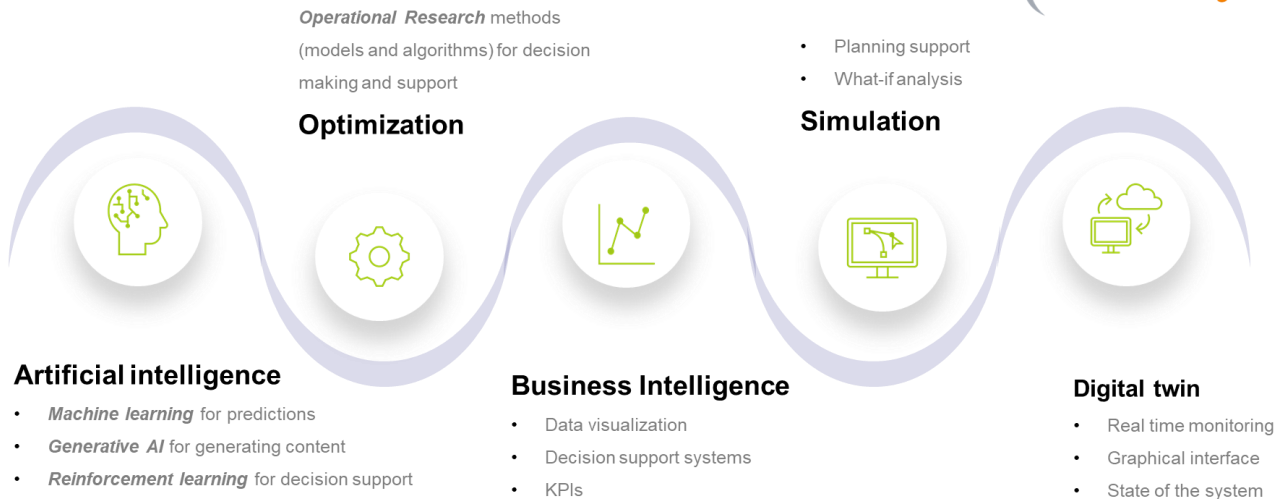 Operational Research methods
(models and algorithms) for decision
making and support
Optimization
• Planning support
• What-if analysis
Simulation
Artificial intelligence
• Machine learning for predictions
• Generative AI for generating content
• Reinforcement learning for decision support
Business Intelligence
• Data visualization
• Decision support systems
• KPIs
Digital twin
• Real time monitoring
• Graphical interface
• State of the system